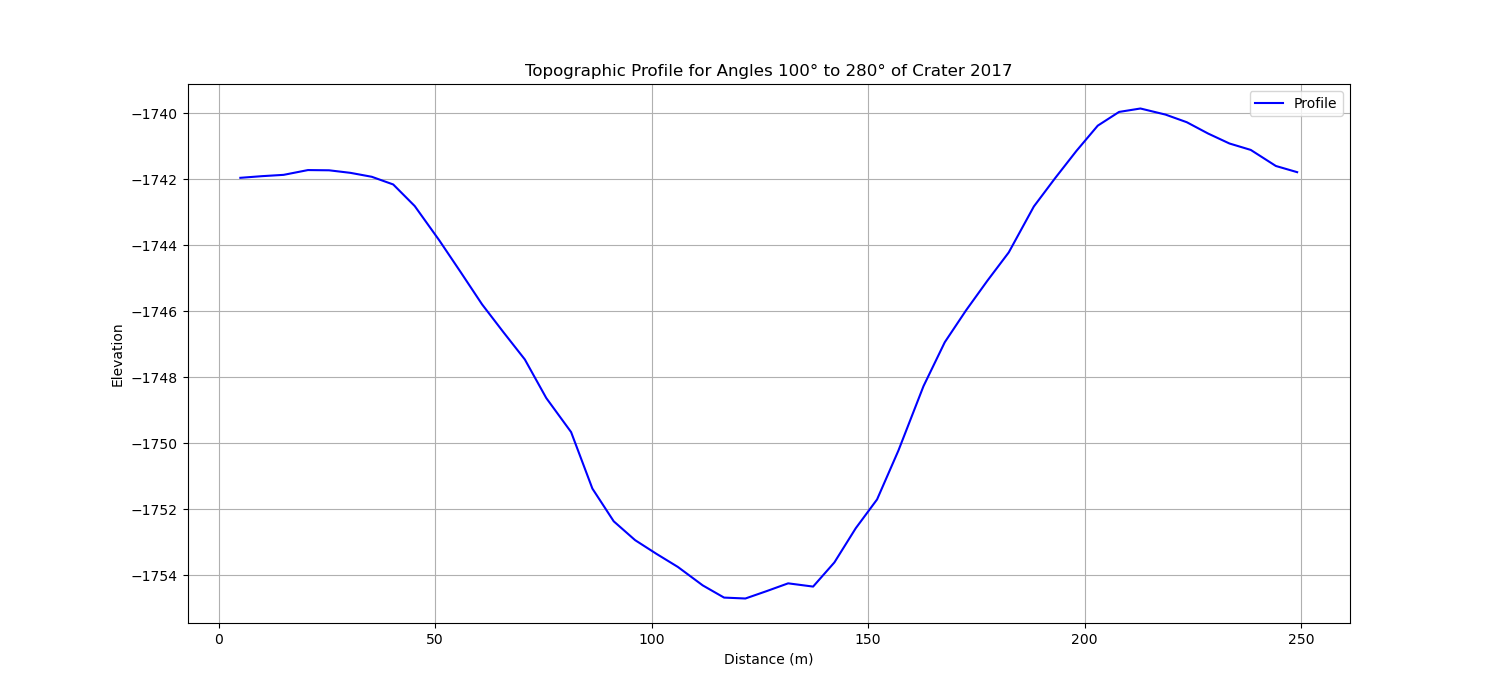 Topographic Profile for Angles 100° to 280° of Crater 2017
Profile
−1740
−1742
−1744
−1746
−1748
−1750
−1752
−1754
Elevation
0 50 100 150 200 250
Distance (m)